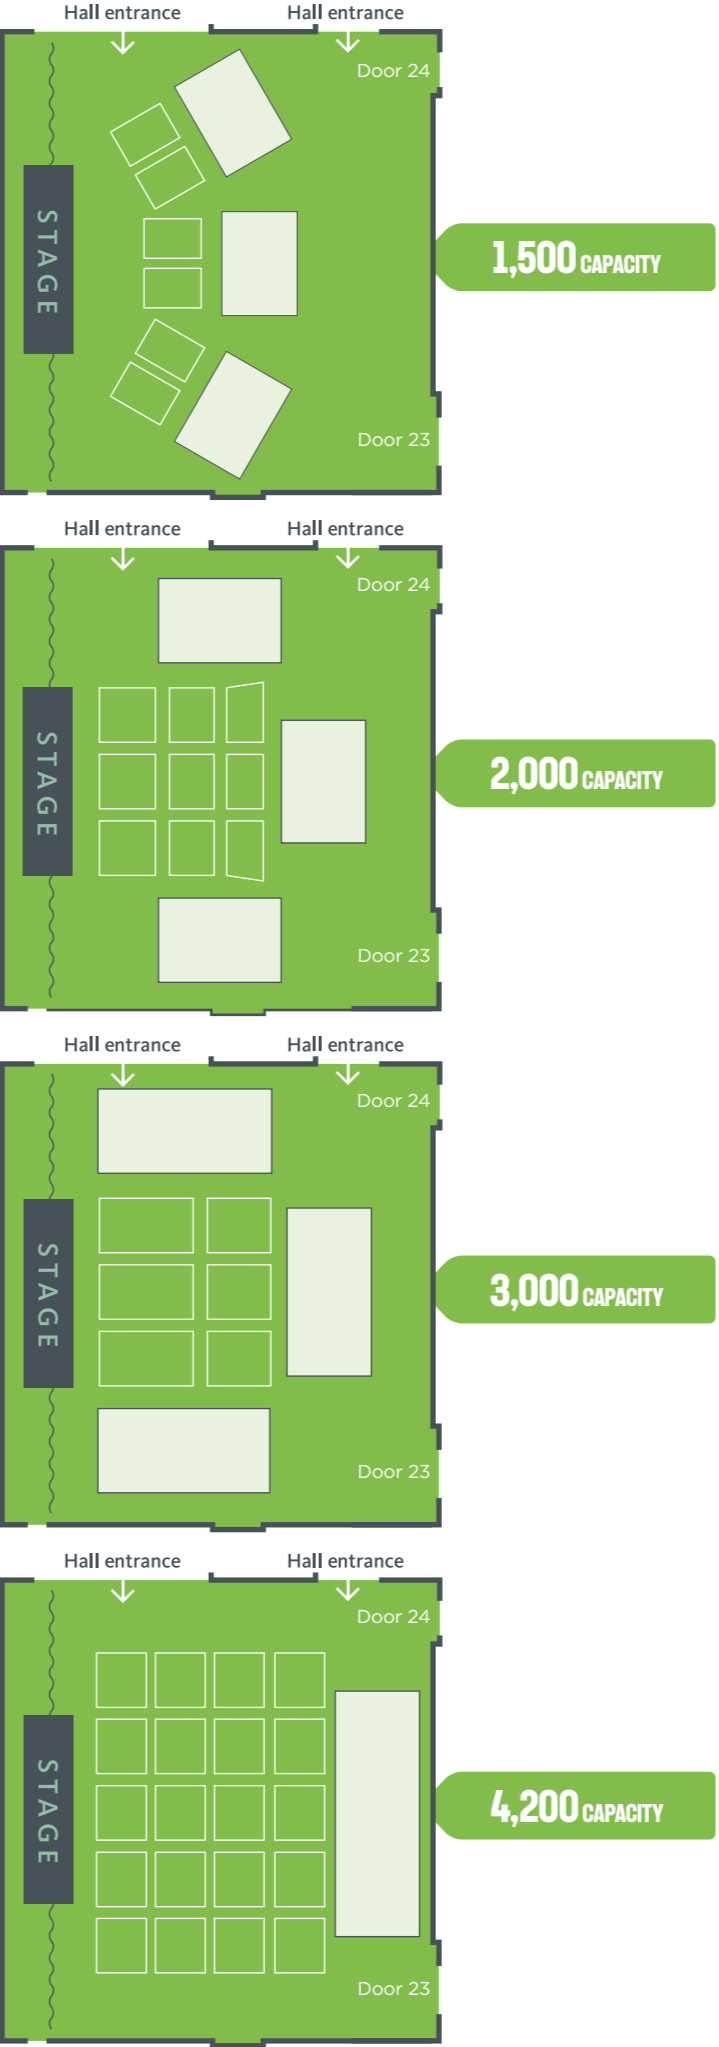 Hall entrance Hall entrance
Door 24
STAGE
1,500 CAPACITY
Door 23
Hall entrance Hall entrance
Door 24
STAGE
2,000 CAPACITY
Door 23
Hall entrance Hall entrance
Door 24
STAGE
3,000 CAPACITY
Door 23
Hall entrance Hall entrance
Door 24
STAGE
4,200 CAPACITY
Door 23